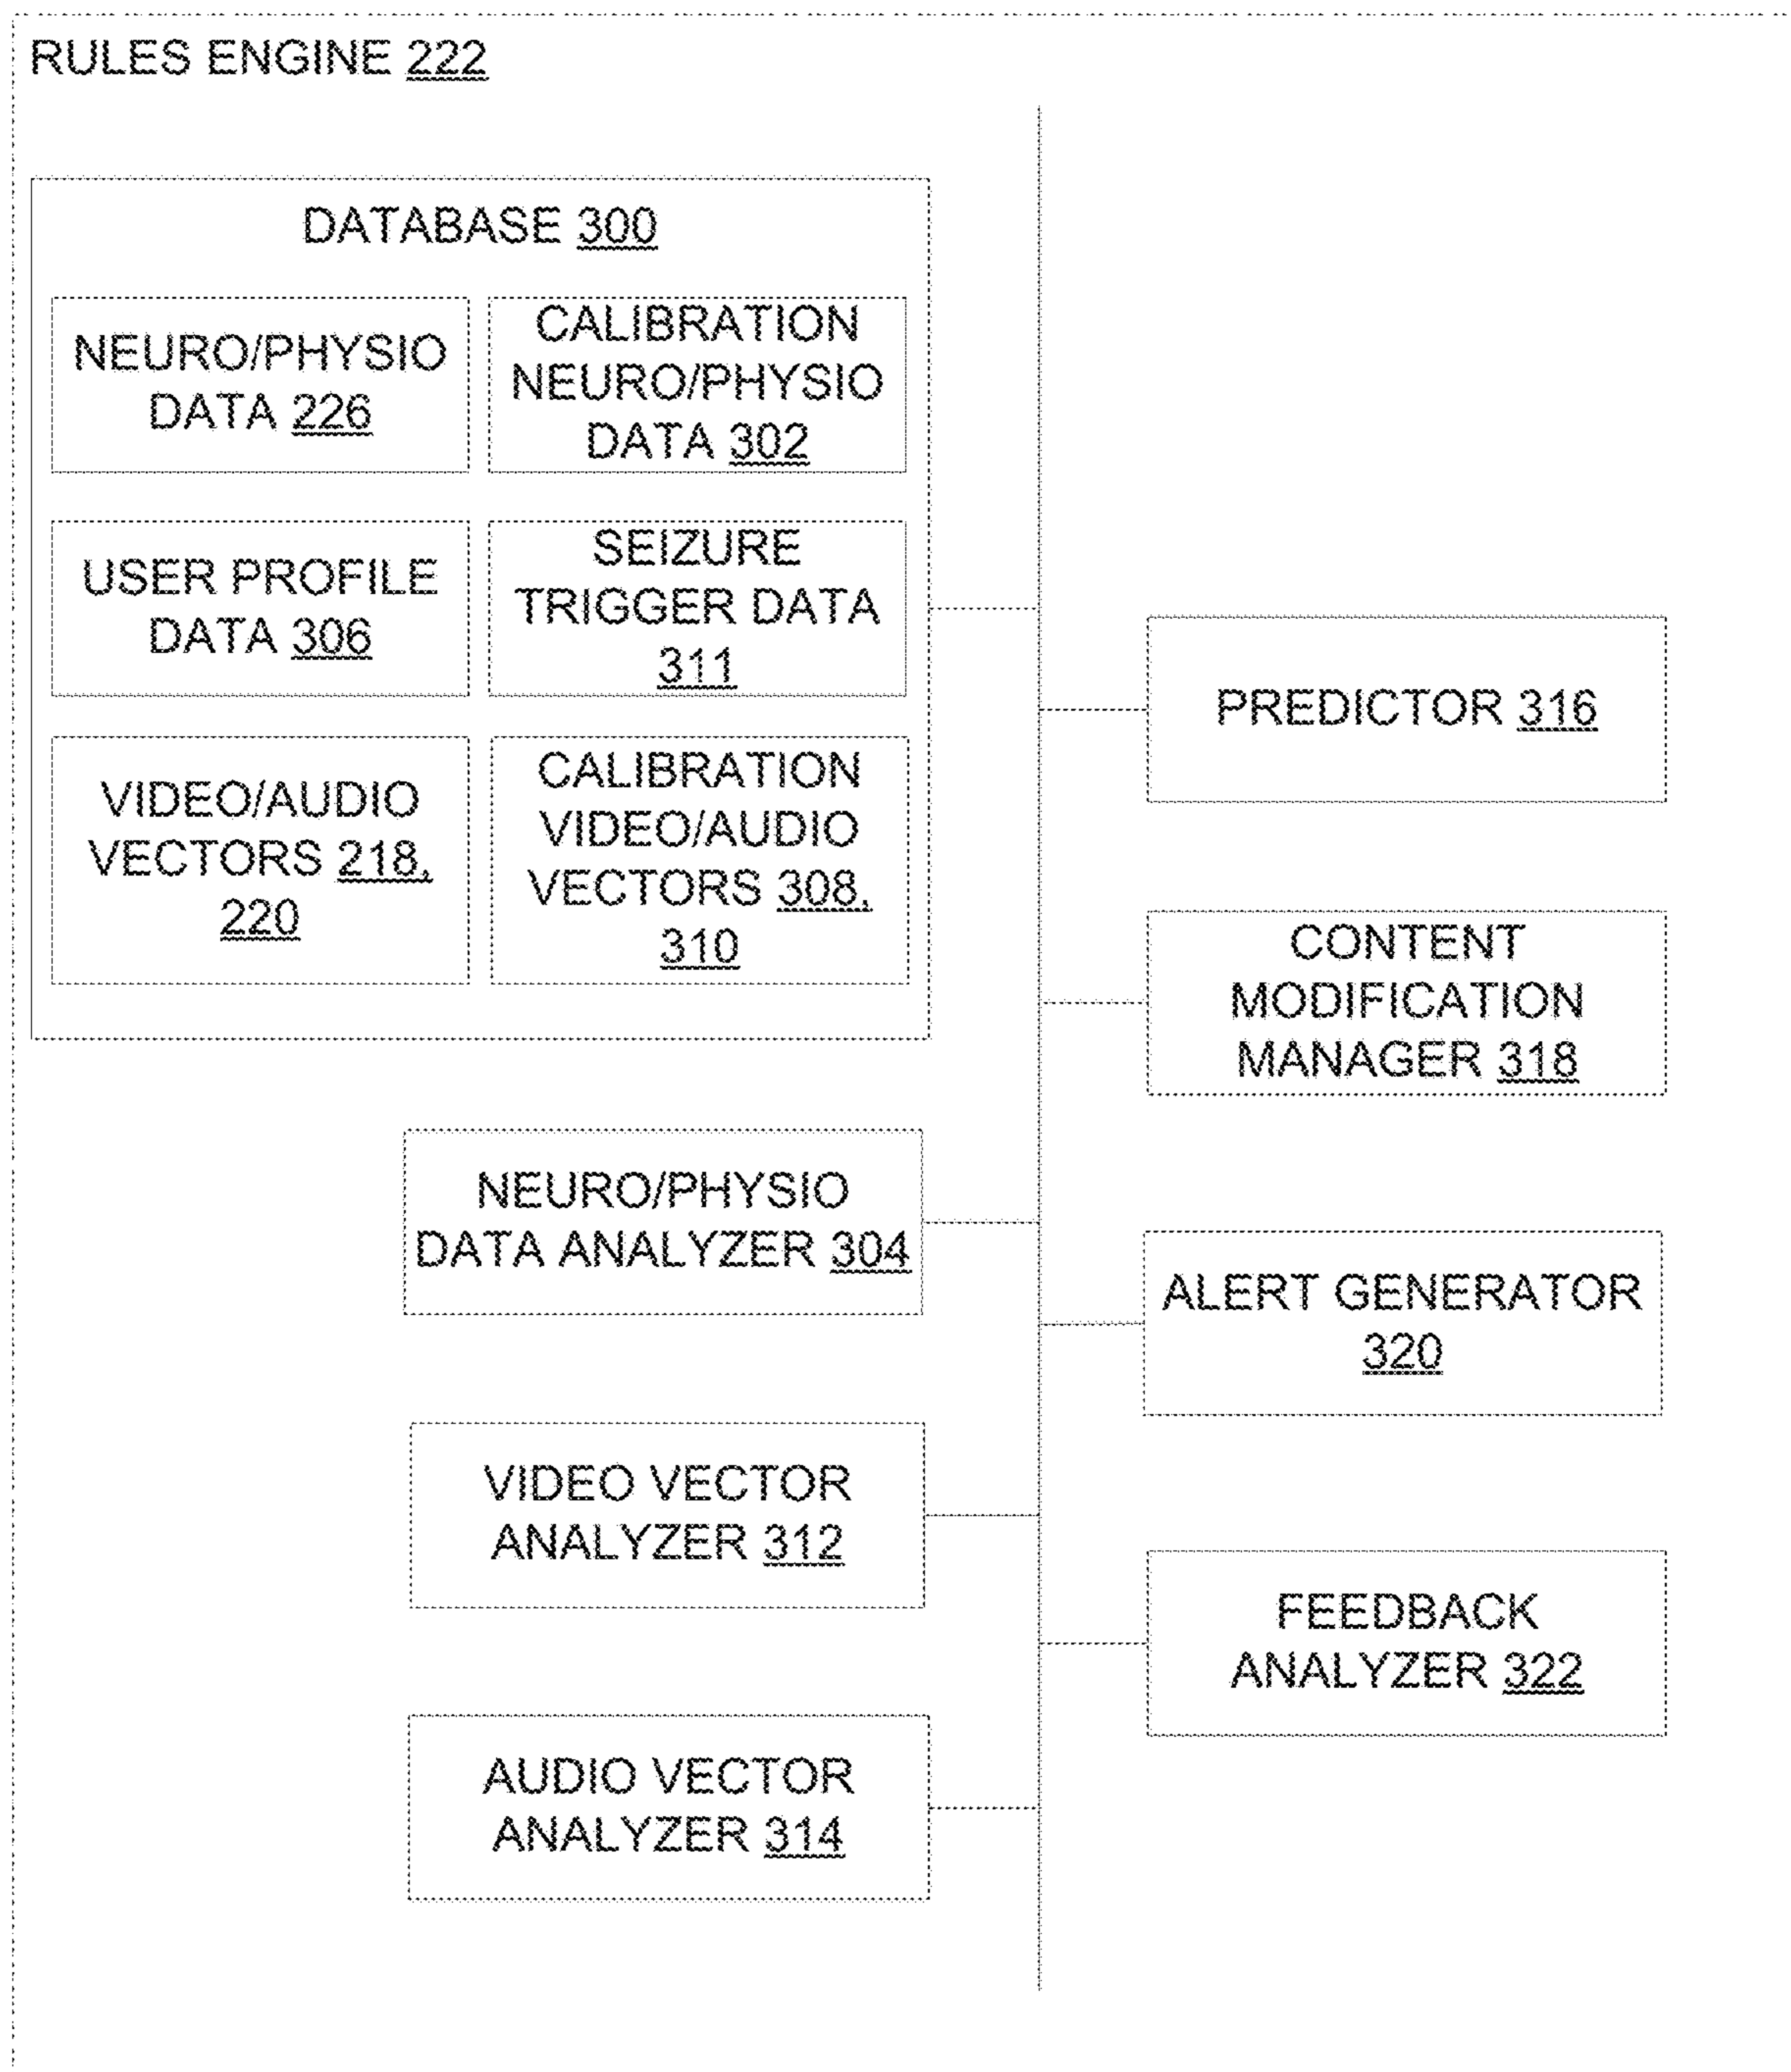 RULES ENGINE 222
DATABASE 300
NEURO/PHYSIO
DATA 226
CALIBRATION
NEURO/PHYSIO
DATA 302
USER PROFILE
DATA 306
SEIZURE
TRIGGER DATA
311
VIDEO/AUDIO
VECTORS 218,
220
CALIBRATION
VIDEO/AUDIO
VECTORS 308,
310
NEURO/PHYSIO
DATA ANALYZER 304
VIDEO VECTOR
ANALYZER 312
AUDIO VECTOR
ANALYZER 314
PREDICTOR 316
CONTENT
MODIFICATION
MANAGER 318
ALERT GENERATOR
320
FEEDBACK
ANALYZER 322